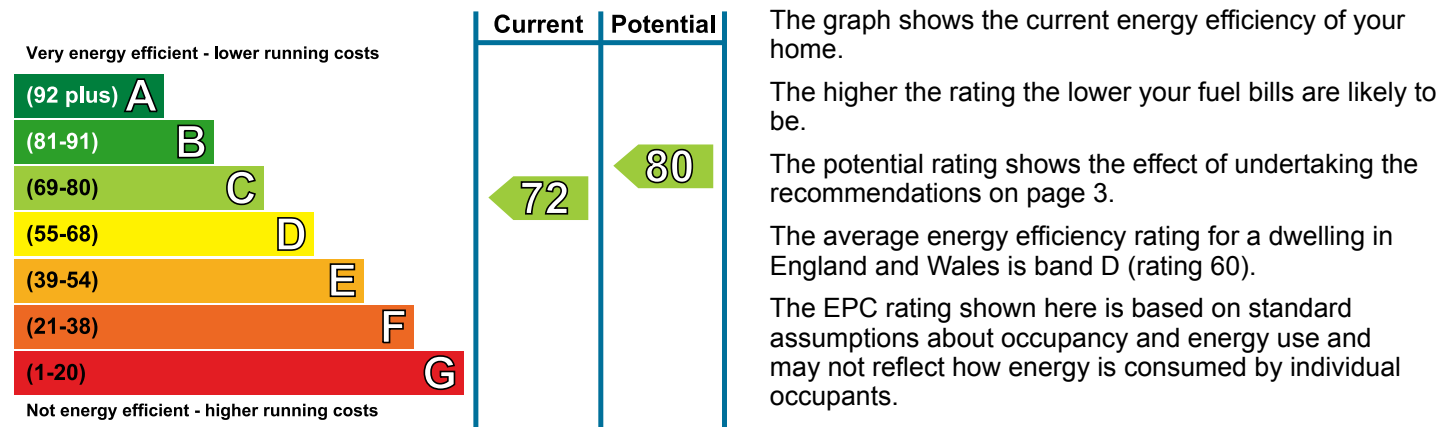 Current Potential
Very energy efficient - lower running costs
(92 plus) A
(81-91) B
(69-80) C
(55-68) D
(39-54) E
(21-38) F
(1-20) G
Not energy efficient - higher running costs
72
80
The graph shows the current energy efficiency of your
home.
The higher the rating the lower your fuel bills are likely to
be.
The potential rating shows the effect of undertaking the
recommendations on page 3.
The average energy efficiency rating for a dwelling in
England and Wales is band D (rating 60).
The EPC rating shown here is based on standard
assumptions about occupancy and energy use and
may not reflect how energy is consumed by individual
occupants.